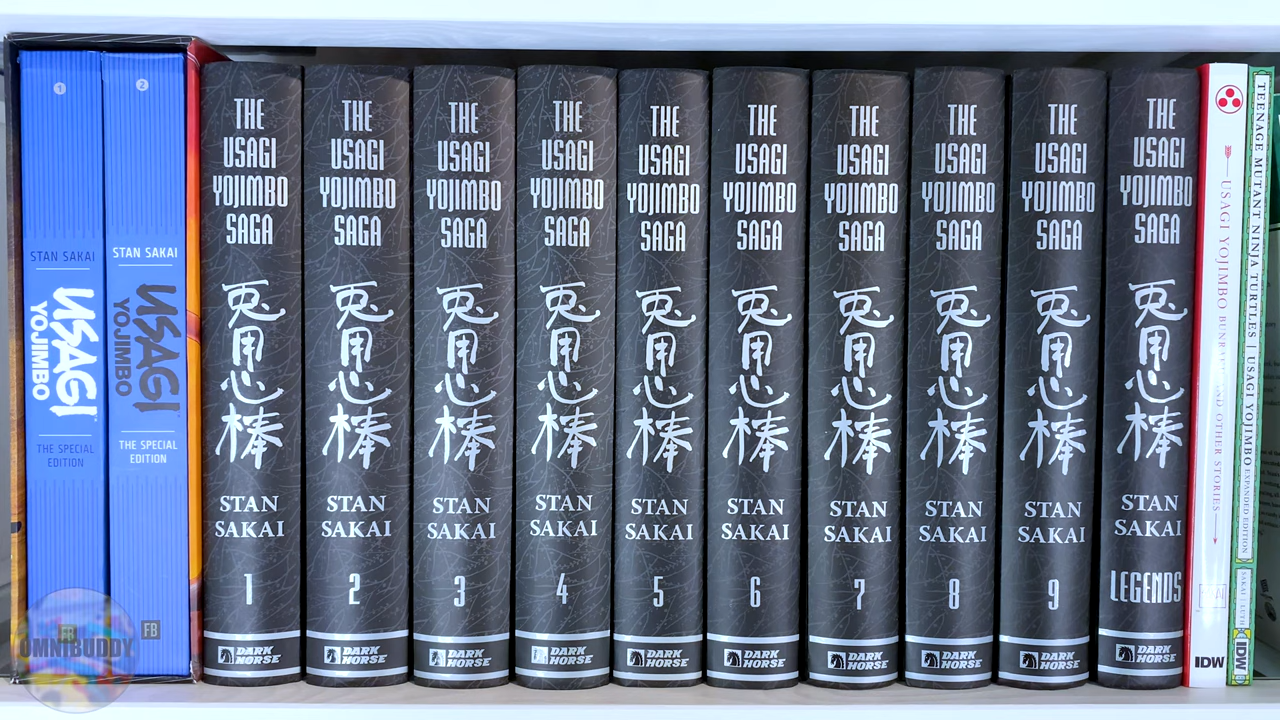 1
STAN SAKAI
USAGI
YOJIMBO
THE SPECIAL
EDITION
2
STAN SAKAI
USAGI
YOJIMBO
THE SPECIAL
EDITION
FB
FB
OMNIBUDDY
THE
USAGI
YOJIMBO
SAGA
兎用心棒
STAN
SAKAI
1
DARK
HORSE
THE
USAGI
YOJIMBO
SAGA
兎用心棒
STAN
SAKAI
2
DARK
HORSE
THE
USAGI
YOJIMBO
SAGA
兎用心棒
STAN
SAKAI
3
DARK
HORSE
THE
USAGI
YOJIMBO
SAGA
兎用心棒
STAN
SAKAI
4
DARK
HORSE
THE
USAGI
YOJIMBO
SAGA
兎用心棒
STAN
SAKAI
5
DARK
HORSE
THE
USAGI
YOJIMBO
SAGA
兎用心棒
STAN
SAKAI
6
DARK
HORSE
THE
USAGI
YOJIMBO
SAGA
兎用心棒
STAN
SAKAI
7
DARK
HORSE
THE
USAGI
YOJIMBO
SAGA
兎用心棒
STAN
SAKAI
8
DARK
HORSE
THE
USAGI
YOJIMBO
SAGA
兎用心棒
STAN
SAKAI
9
DARK
HORSE
THE
USAGI
YOJIMBO
SAGA
兎用心棒
STAN
SAKAI
LEGENDS
DARK
HORSE
USAGI YOJIMBO OTHER STORIES
IDW
TEENAGE MUTANT NINJA TURTLES | USAGI YOJIMBO EXPANDED EDITION
SAKAI
IDW